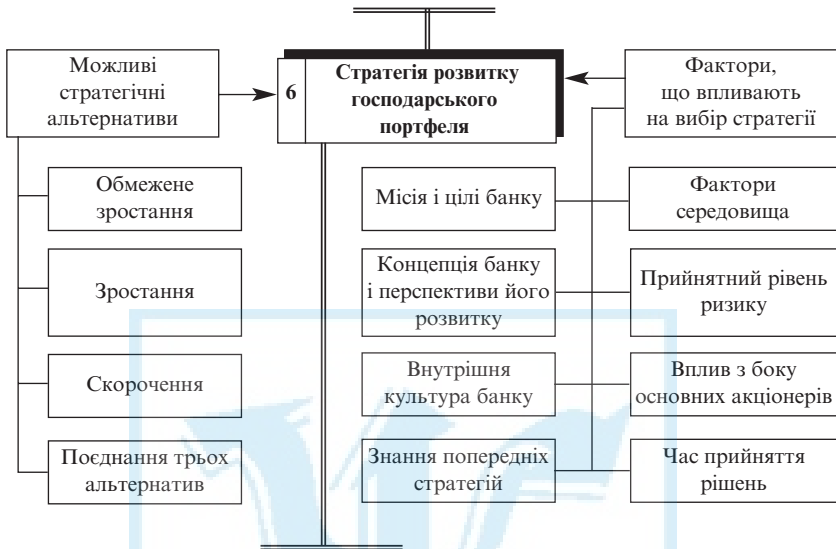 Можливі
стратегічні
альтернативи
6
Стратегія розвитку
господарського
портфеля
Фактори,
що впливають
на вибір стратегії
Обмежене
зростання
Зростання
Скорочення
Поєднання трьох
альтернатив
Місія і цілі банку
Фактори
середовища
Концепція банку
і перспективи його
розвитку
Прийнятний рівень
ризику
Внутрішня
культура банку
Вплив з боку
основних акціонерів
Знання попередніх
стратегій
Час прийняття
рішень